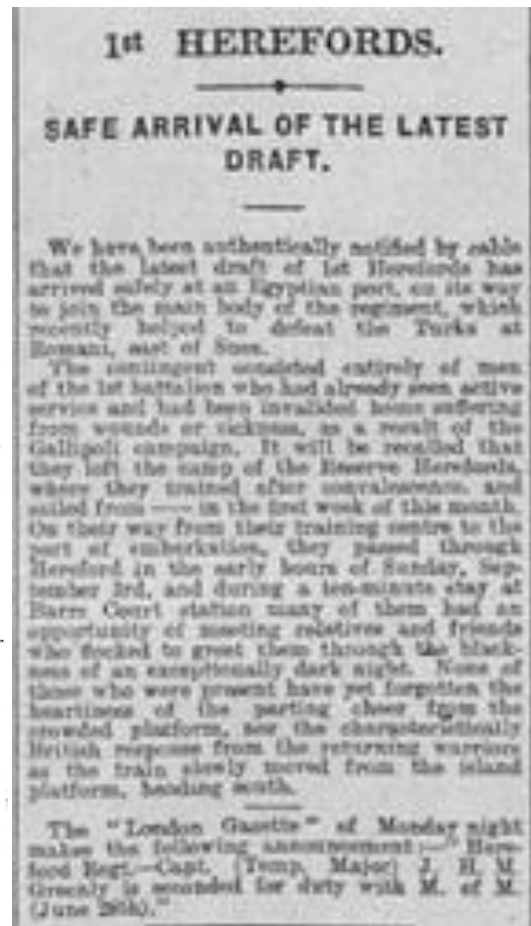 1st HEREFORDS.
SAFE ARRIVAL OF THE LATEST
DRAFT.
We have been authentically notified by cable
that the latest draft of 1st Herefords has
arrived safely at an Egyptian port, on its way
to join the main body of the regiment, which
recently helped to defeat the Turks at
Romani, east of Suez.
The contingent consisted entirely of men
of the 1st battalion who had already seen active
service and had been invalided home suffering
from wounds or sickness, as a result of the
Gallipoli campaign. It will be recalled that
they left the camp of the Reserve Herefords,
where they trained after convalescence, and
sailed from —— in the first week of this month.
On their way from their training centre to the
port of embarkation, they passed through
Hereford in the early hours of Sunday, Sep-
tember 3rd, and during a ten-minute stay at
Barrs Court station many of them had an
opportunity of meeting relatives and friends
who flocked to greet them through the black-
ness of an exceptionally dark night. None of
those who were present have yet forgotten the
heartiness of the parting cheer from the
crowded platform, nor the characteristically
British response from the returning warriors
as the train slowly moved from the island
platform, heading south.
The "London Gazette" of Monday night
makes the following announcement:—"Here-
ford Regt.—Capt. (Temp. Major) J. H. M.
Greenly is seconded for duty with M. of M.
(June 28th)."